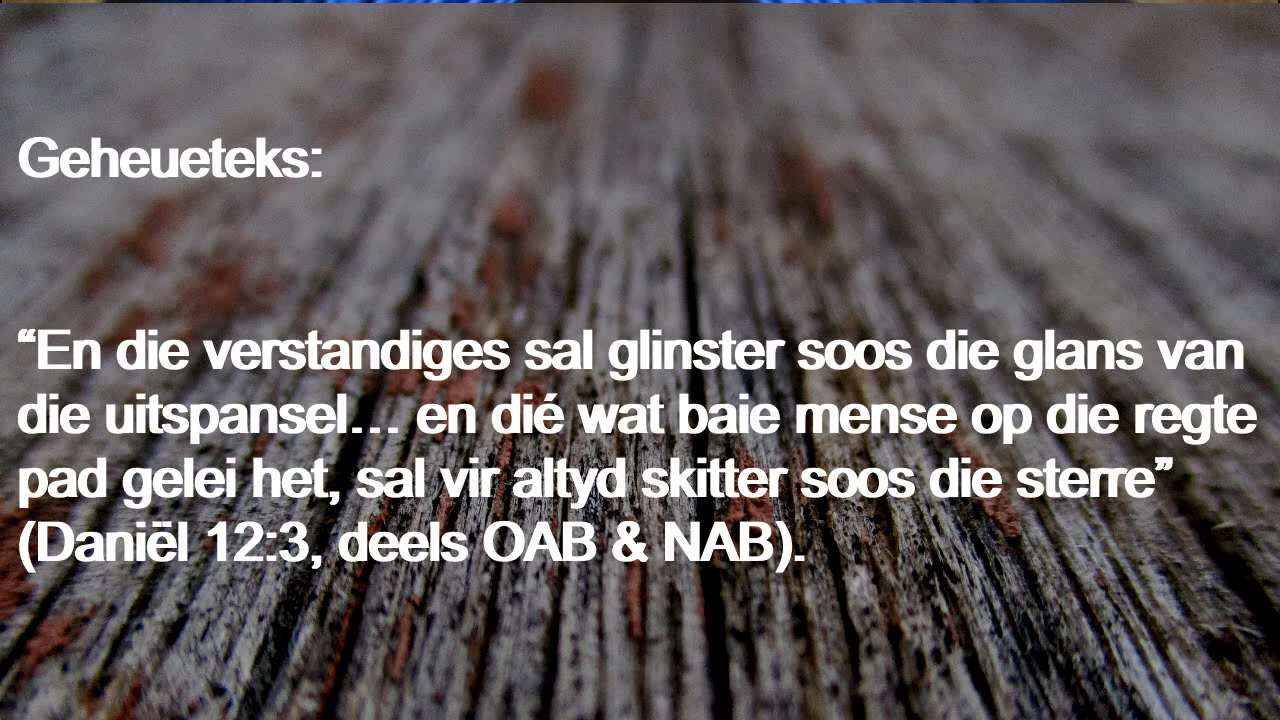 Geheueteks:
“En die verstandiges sal glinster soos die glans van
die uitspansel… en dié wat baie mense op die regte
pad gelei het, sal vir altyd skitter soos die sterre”
(Daniël 12:3, deels OAB & NAB).